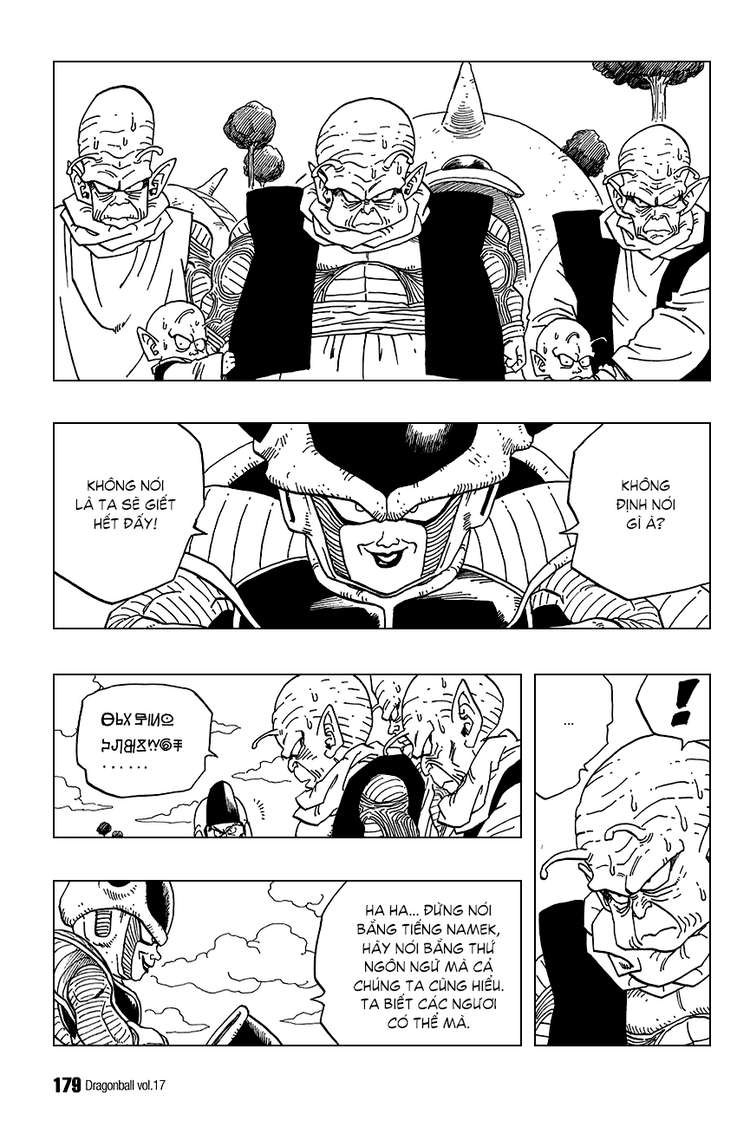 KHÔNG
ĐỊNH NÓI
GÌ À?
KHÔNG NÓI
LÀ TA SẼ GIẾT
HẾT ĐẤY!
!
...
......
HA HA... ĐỪNG NÓI
BẰNG TIẾNG NAMEK,
HÃY NÓI BẰNG THỨ
NGÔN NGỮ MÀ CẢ
CHÚNG TA CŨNG HIỂU.
TA BIẾT CÁC NGƯƠI
CÓ THỂ MÀ.
179 Dragonball vol.17